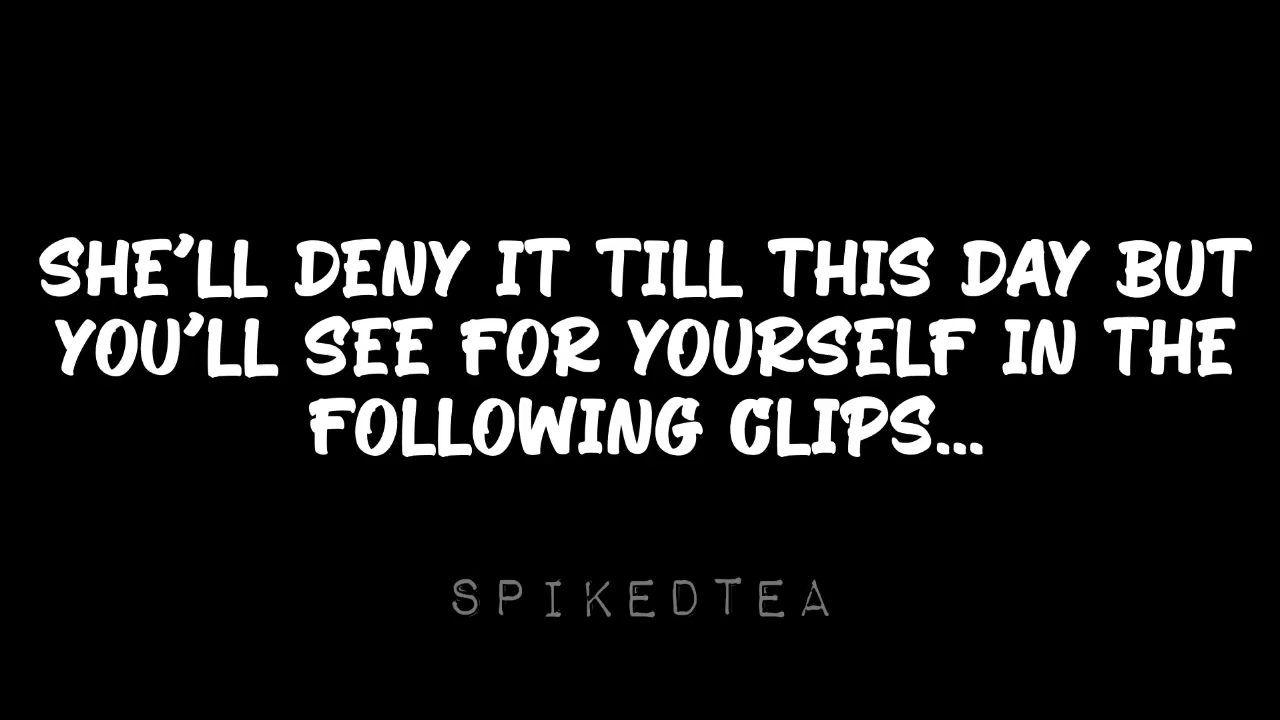 SHE'LL DENY IT TILL THIS DAY BUT
YOU'LL SEE FOR YOURSELF IN THE
FOLLOWING CLIPS...
SPIKEDTEA